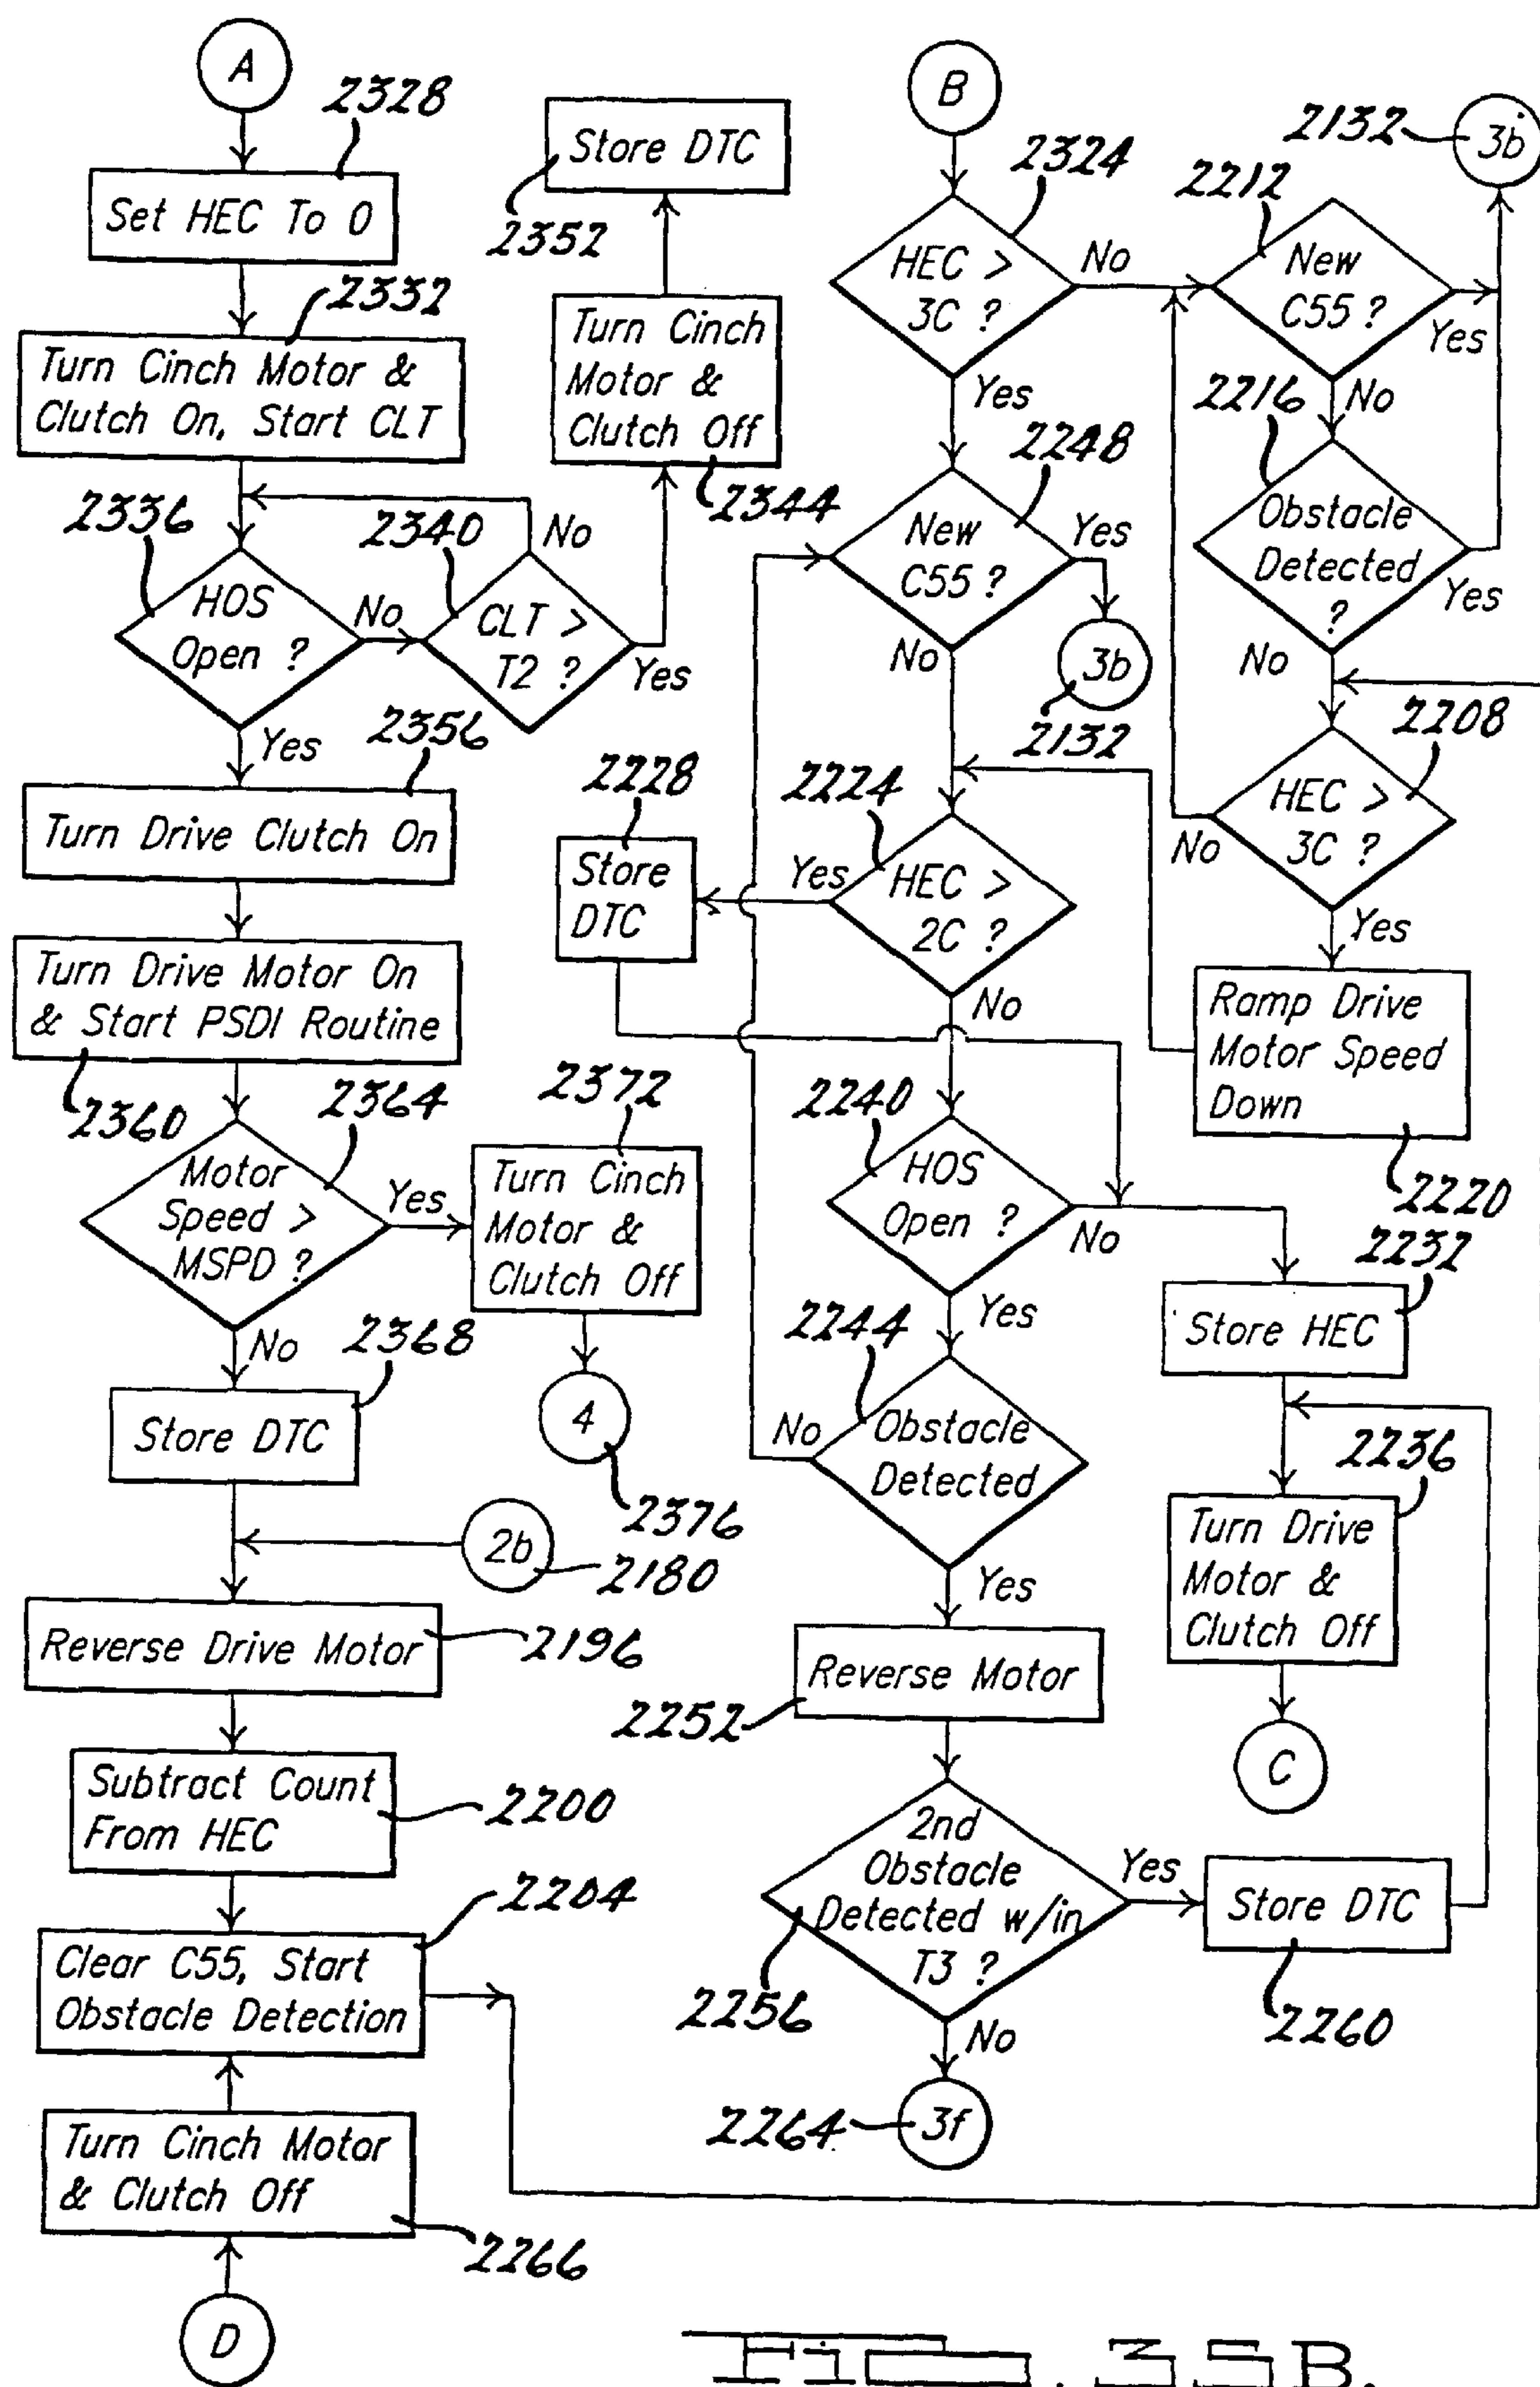 A
2328
Set HEC To 0
2332
Turn Cinch Motor &
Clutch On, Start CLT
2336
HOS
Open ?
No
2340
CLT >
T2 ?
No
Yes
Turn Cinch
Motor &
Clutch Off
2344
Store DTC
2352
Yes
2356
Turn Drive Clutch On
Turn Drive Motor On
& Start PSDI Routine
2360
2364
Motor
Speed >
MSPD ?
Yes
2372
Turn Cinch
Motor &
Clutch Off
4
2376
No
2368
Store DTC
2b
2180
Reverse Drive Motor
2196
Subtract Count
From HEC
2200
2204
Clear C55, Start
Obstacle Detection
Turn Cinch Motor
& Clutch Off
2266
D
B
2324
HEC >
3C ?
No
Yes
2248
New
C55 ?
Yes
3b
2132
No
2224
HEC >
2C ?
Yes
2228
Store
DTC
No
2240
HOS
Open ?
No
Yes
2244
Obstacle
Detected
No
Yes
Reverse Motor
2252
2nd
Obstacle
Detected w/in
T3 ?
2256
Yes
Store DTC
2260
No
2264
3f
2132
3b
2212
New
C55 ?
Yes
No
2216
Obstacle
Detected
?
Yes
No
2208
HEC >
3C ?
No
Yes
Ramp Drive
Motor Speed
Down
2220
2232
Store HEC
2236
Turn Drive
Motor &
Clutch Off
C
FIG. 35B.